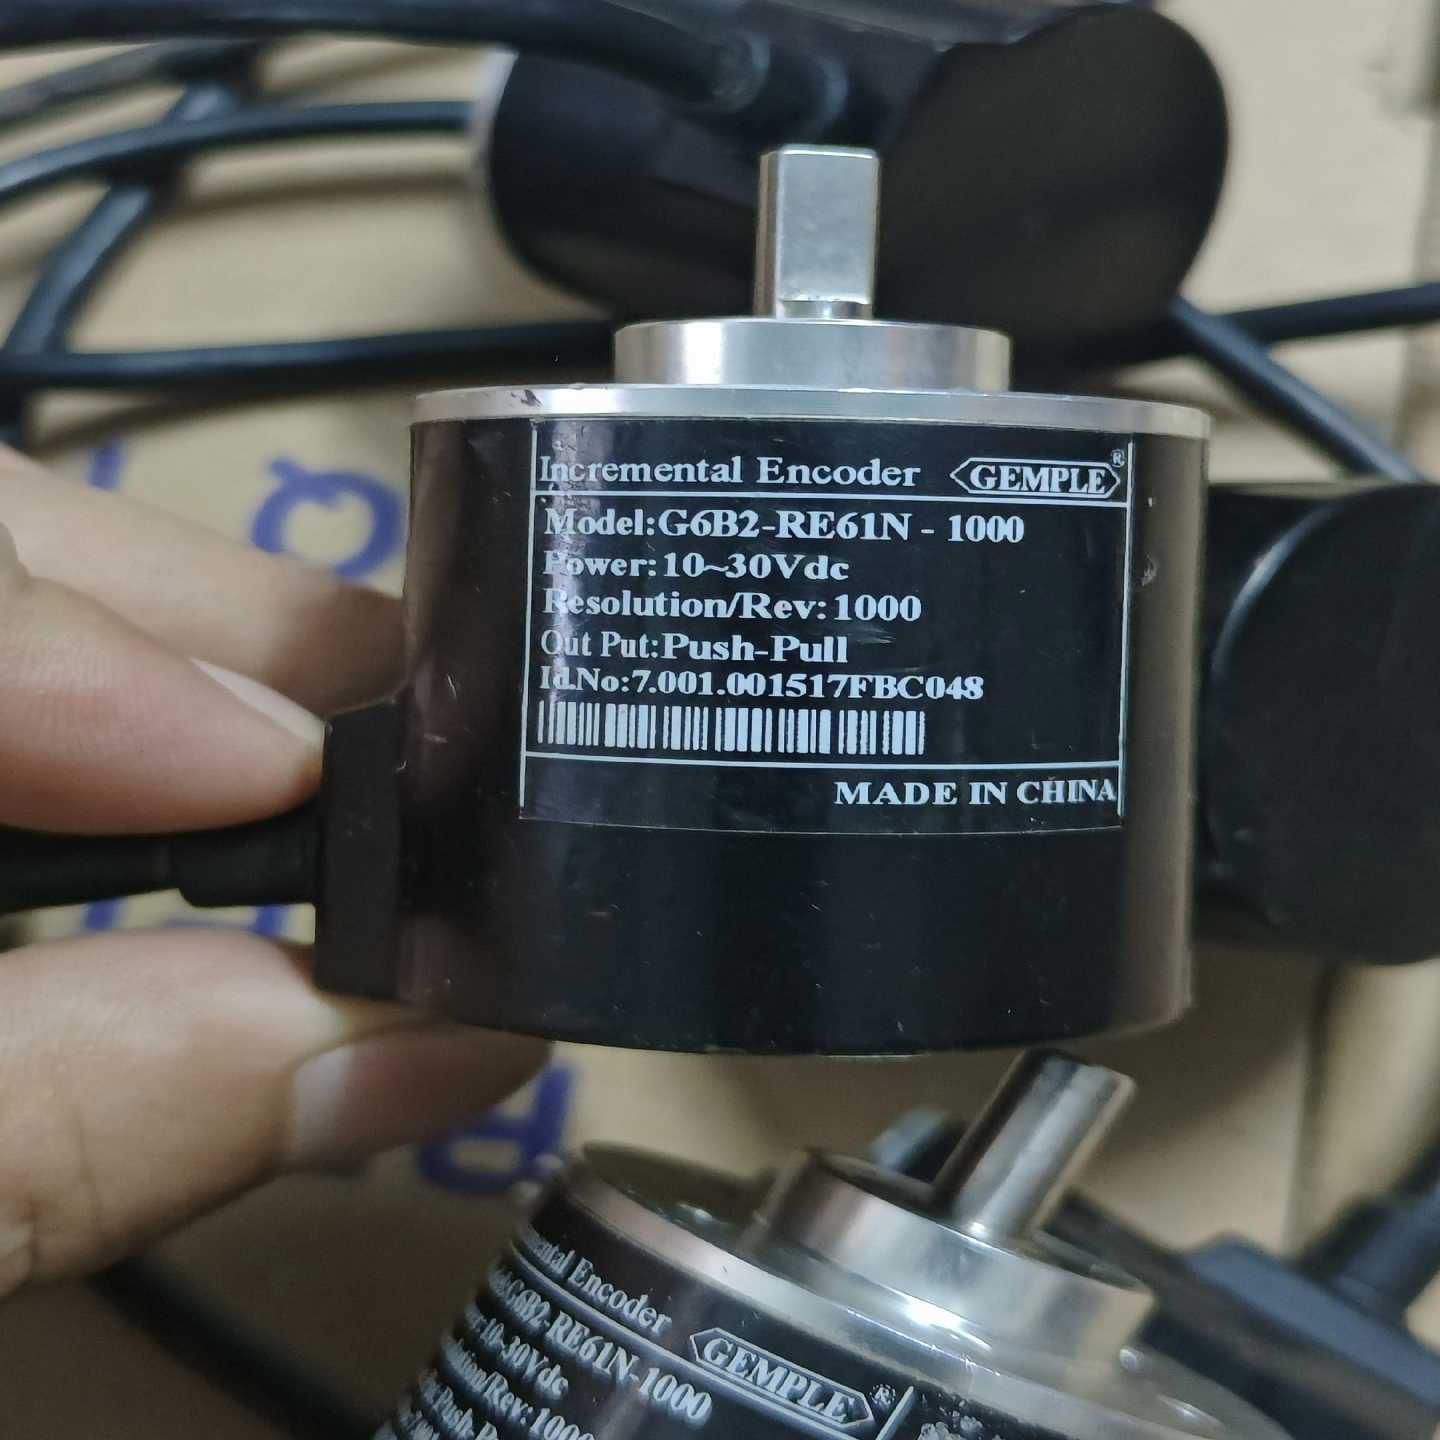 Incremental Encoder GEMPLE®
Model:G6B2-RE61N - 1000
Power:10~30Vdc
Resolution/Rev:1000
Out Put:Push-Pull
Id.No:7.001.001517FBC048
MADE IN CHINA
Encoder GEMPLE®
G6B2-RE61N-1000
10~30Vdc